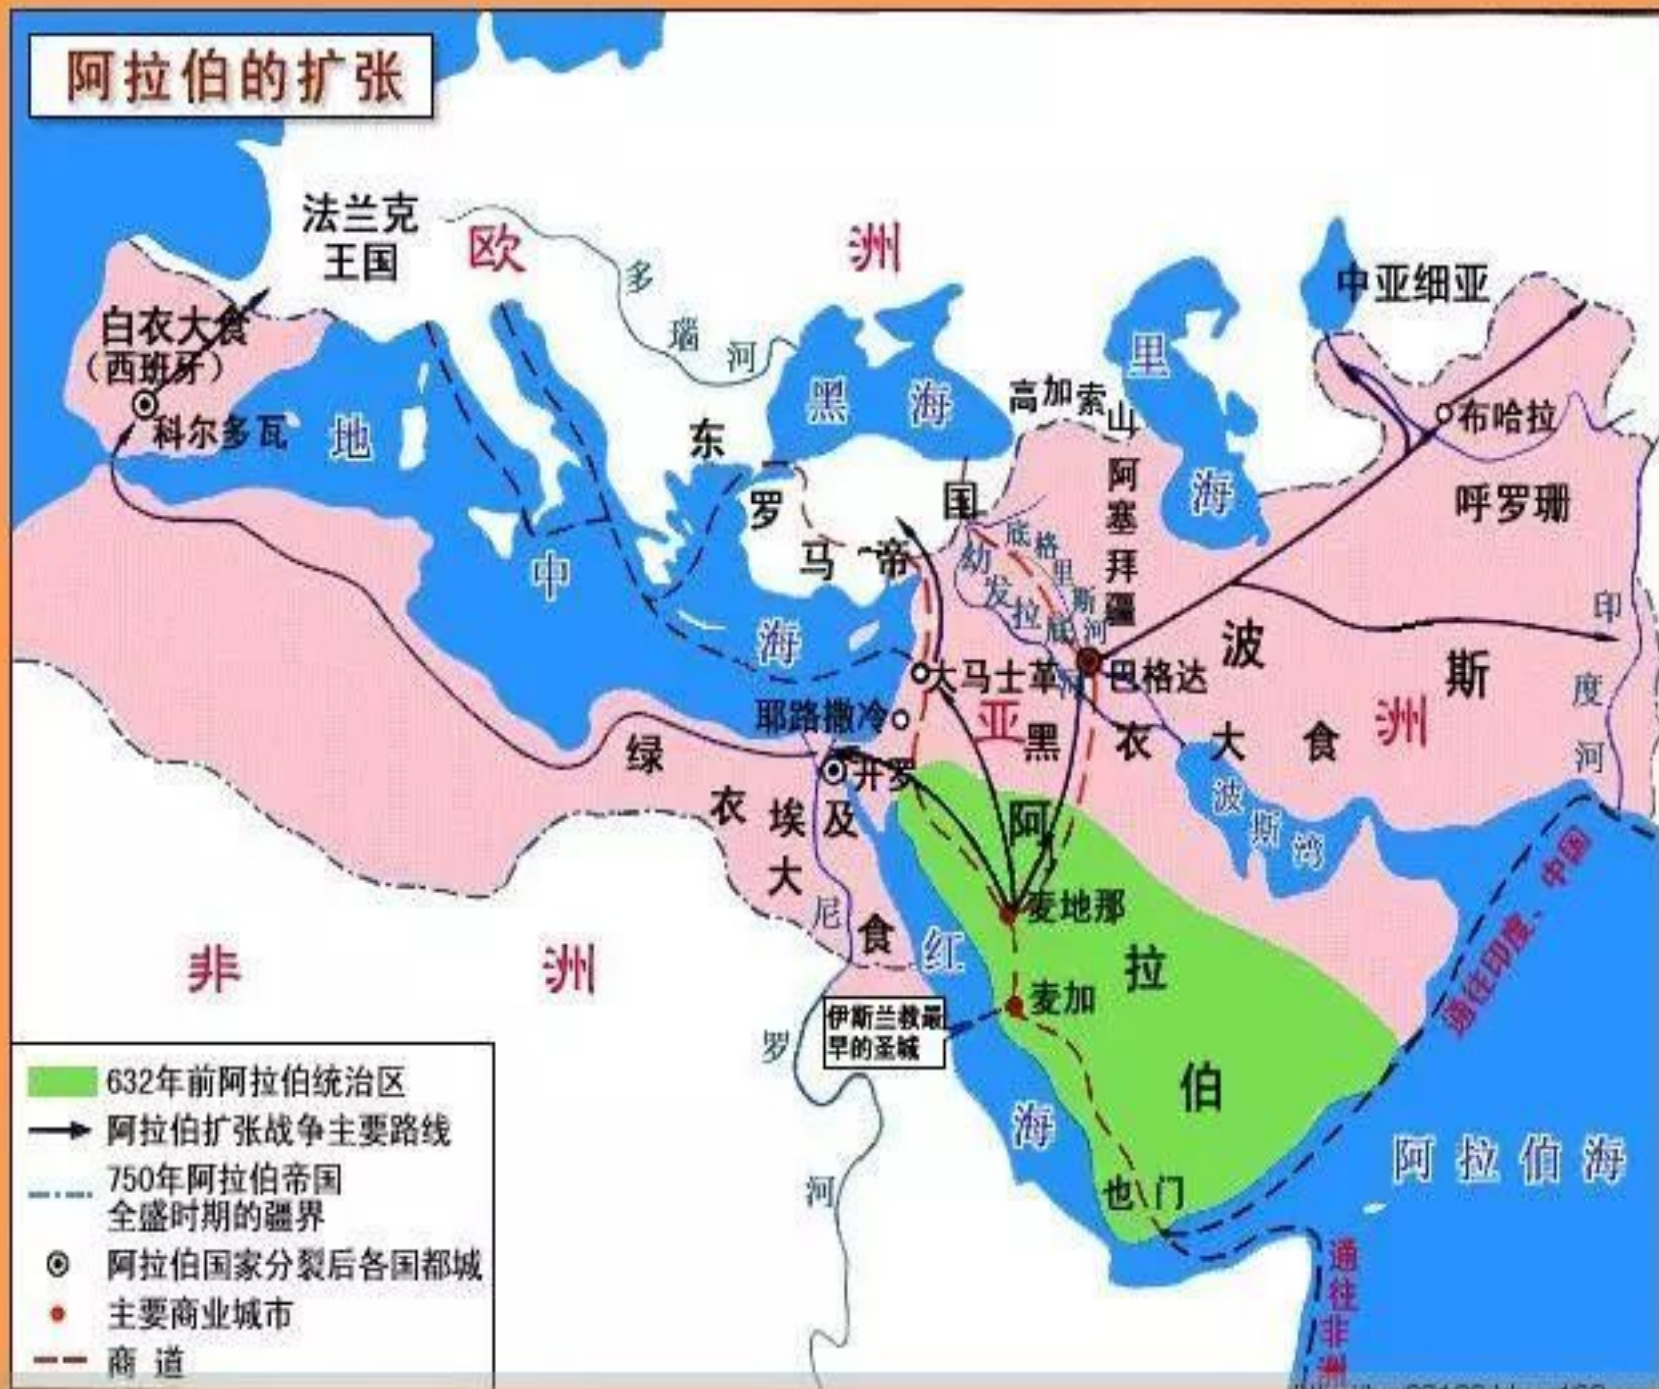 阿拉伯的扩张
法兰克
王国
欧洲
多瑙河
白衣大食
（西班牙）
科尔多瓦
地中海
黑海
里海
高加索山
中亚细亚
布哈拉
呼罗珊
东罗马帝国
阿塞拜疆
底格里斯河
幼发拉底河
波斯
印度河
大马士革
巴格达
耶路撒冷
亚洲
黑衣大食
开罗
绿衣大食
埃及
尼罗河
波斯湾
阿拉伯
麦地那
麦加
红海
伊斯兰教最
早的圣城
非洲
也门
阿拉伯海
通往印度、中国
通往非洲
632年前阿拉伯统治区
阿拉伯扩张战争主要路线
750年阿拉伯帝国
全盛时期的疆界
阿拉伯国家分裂后各国都城
主要商业城市
商道